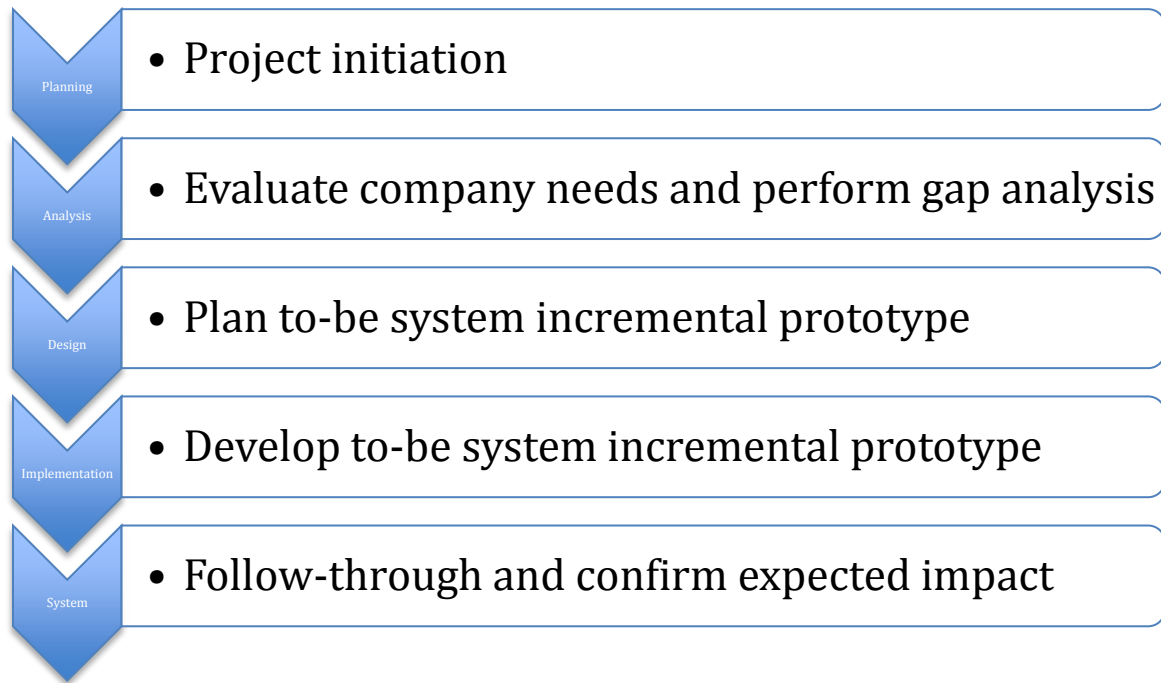 Planning
• Project initiation
Analysis
• Evaluate company needs and perform gap analysis
Design
• Plan to-be system incremental prototype
Implementation
• Develop to-be system incremental prototype
System
• Follow-through and confirm expected impact